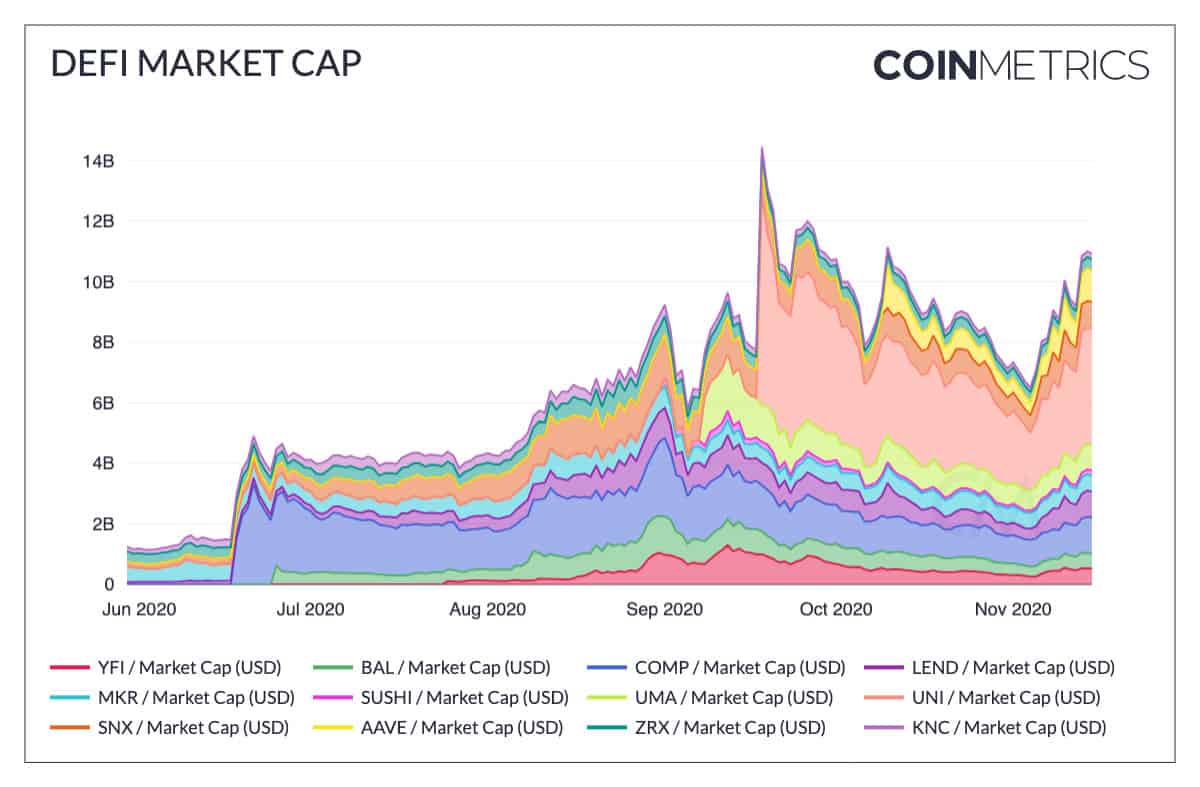 DEFI MARKET CAP
COINMETRICS
14B
12B
10B
8B
6B
4B
2B
0
Jun 2020 Jul 2020 Aug 2020 Sep 2020 Oct 2020 Nov 2020
YFI / Market Cap (USD) BAL / Market Cap (USD) COMP / Market Cap (USD) LEND / Market Cap (USD)
MKR / Market Cap (USD) SUSHI / Market Cap (USD) UMA / Market Cap (USD) UNI / Market Cap (USD)
SNX / Market Cap (USD) AAVE / Market Cap (USD) ZRX / Market Cap (USD) KNC / Market Cap (USD)